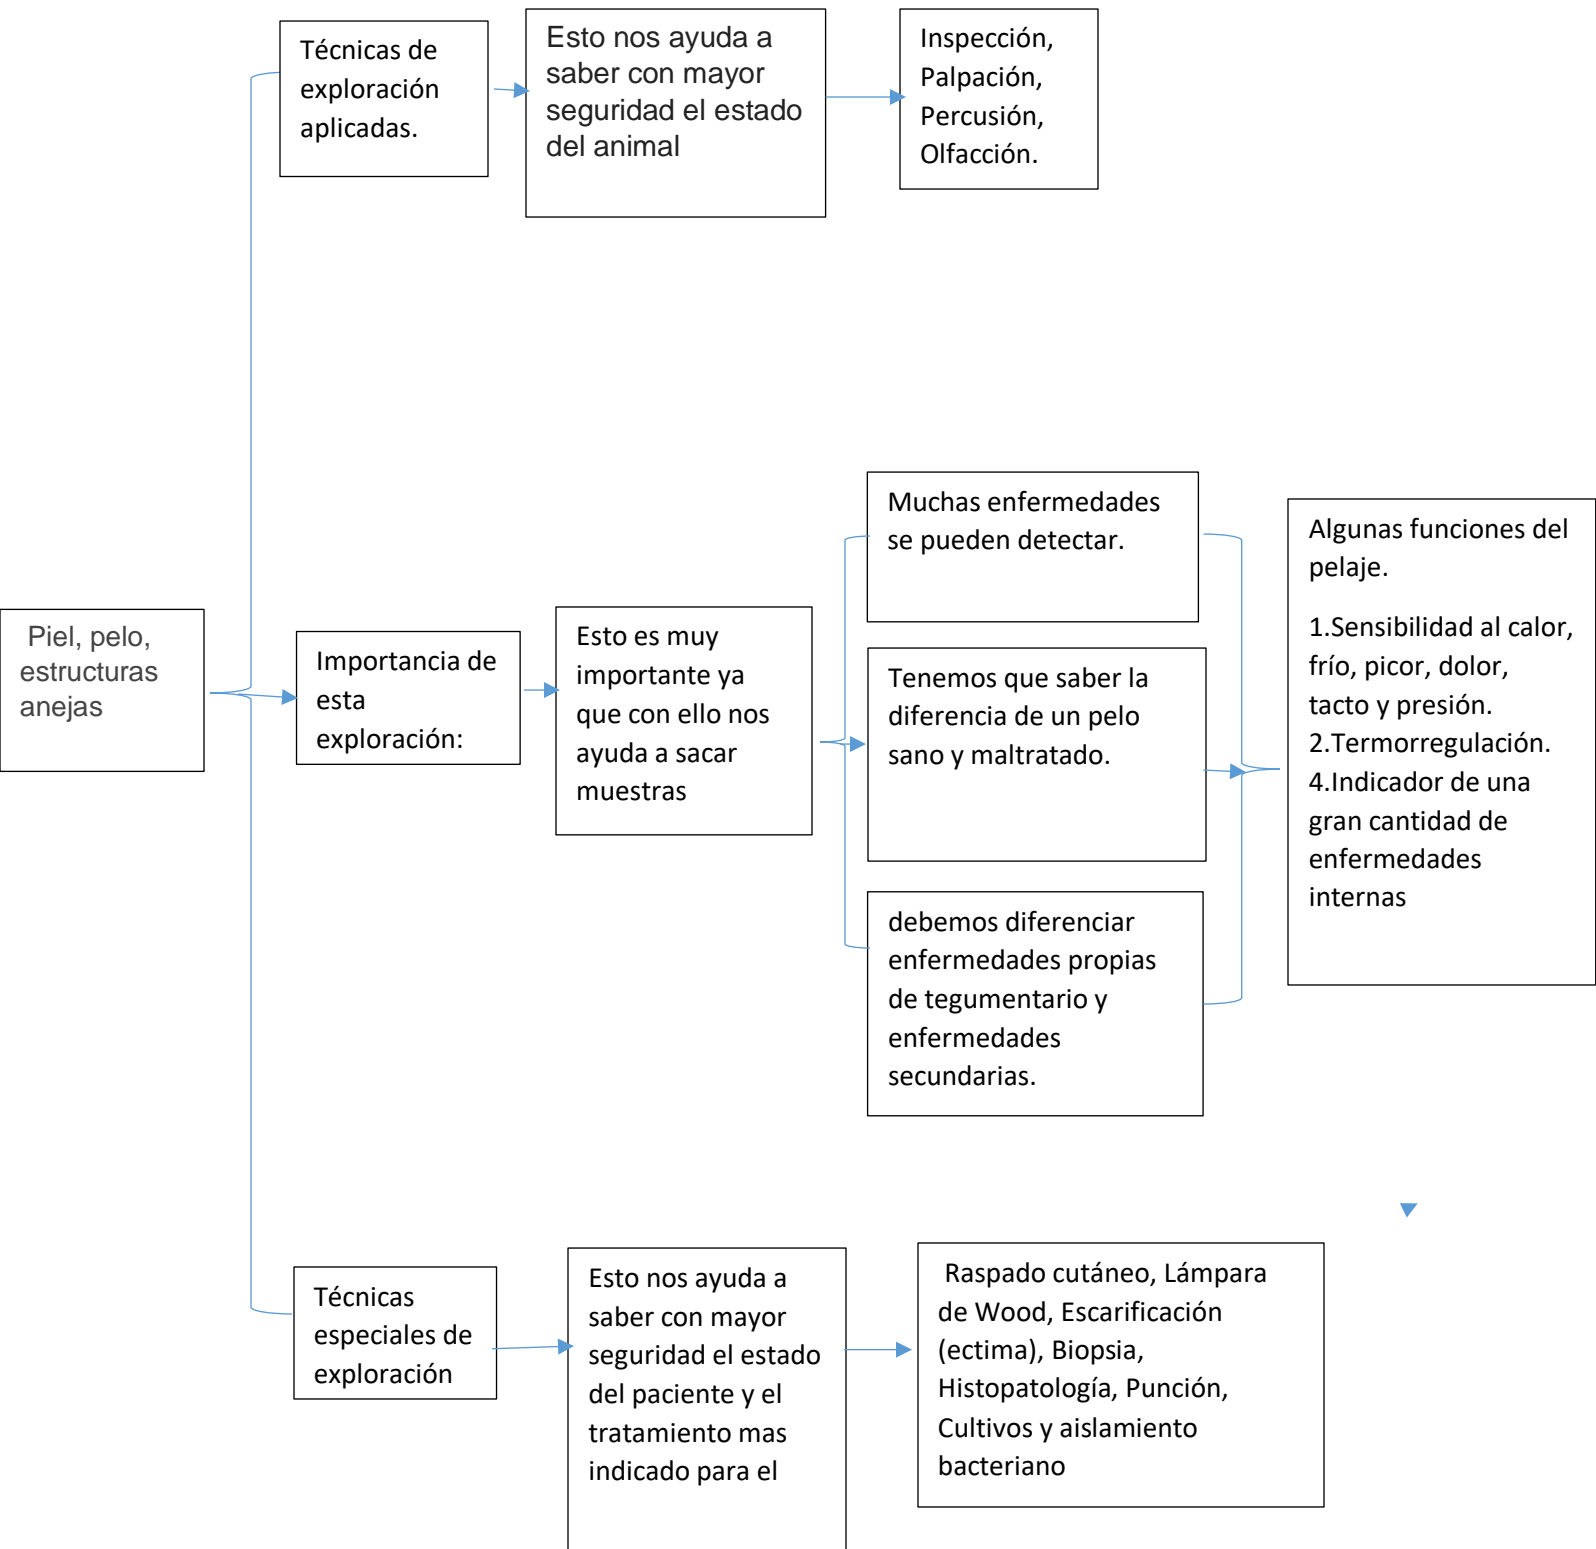 Técnicas de
exploración
aplicadas.
Esto nos ayuda a
saber con mayor
seguridad el estado
del animal
Inspección,
Palpación,
Percusión,
Olfacción.
Piel, pelo,
estructuras
anejas
Importancia de
esta
exploración:
Esto es muy
importante ya
que con ello nos
ayuda a sacar
muestras
Muchas enfermedades
se pueden detectar.
Tenemos que saber la
diferencia de un pelo
sano y maltratado.
debemos diferenciar
enfermedades propias
de tegumentario y
enfermedades
secundarias.
Algunas funciones del
pelaje.
1.Sensibilidad al calor,
frío, picor, dolor,
tacto y presión.
2.Termorregulación.
4.Indicador de una
gran cantidad de
enfermedades
internas
Técnicas
especiales de
exploración
Esto nos ayuda a
saber con mayor
seguridad el estado
del paciente y el
tratamiento mas
indicado para el
Raspado cutáneo, Lámpara
de Wood, Escarificación
(ectima), Biopsia,
Histopatología, Punción,
Cultivos y aislamiento
bacteriano